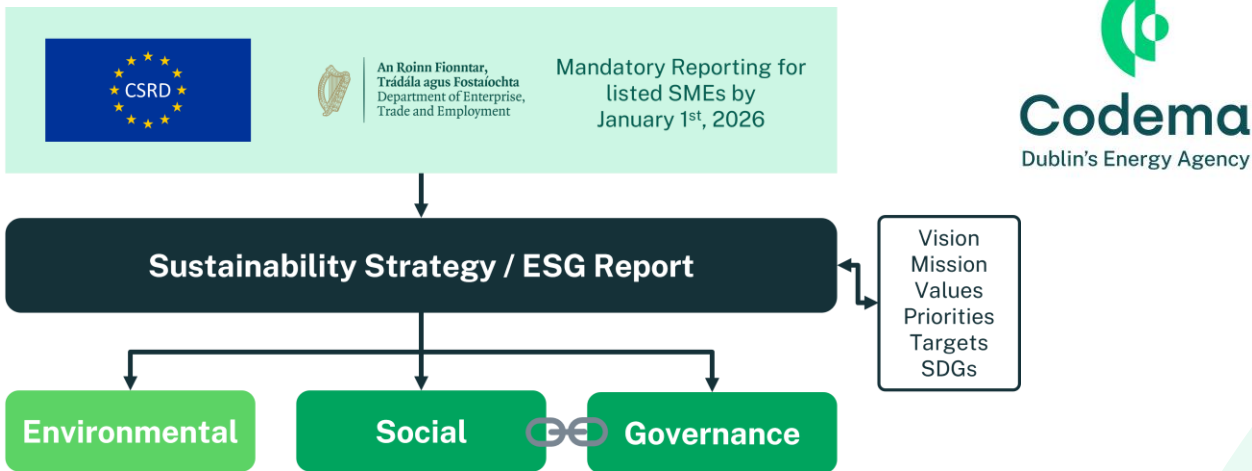 CSRD
An Roinn Fionntar,
Trádála agus Fostaíochta
Department of Enterprise,
Trade and Employment
Mandatory Reporting for
listed SMEs by
January 1st, 2026
Codema
Dublin's Energy Agency
Sustainability Strategy / ESG Report
Vision
Mission
Values
Priorities
Targets
SDGs
Environmental
Social
Governance